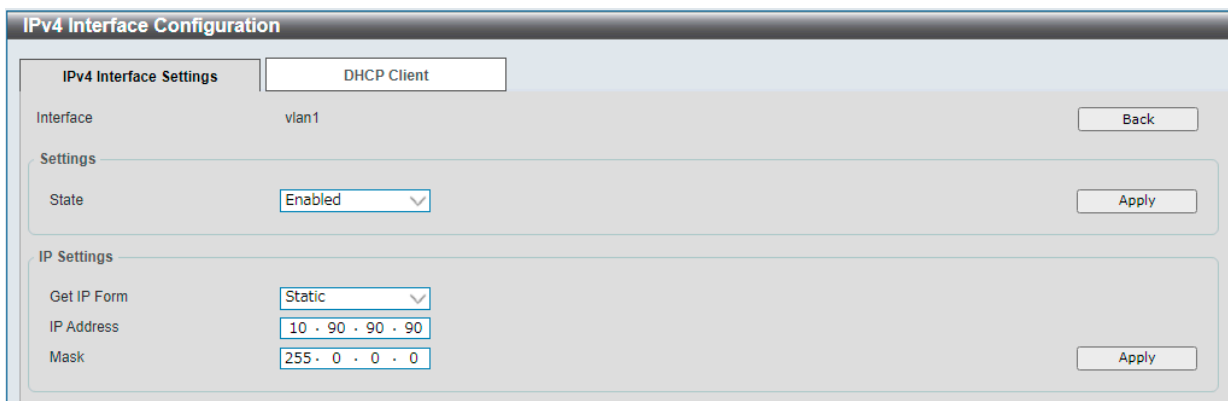 IPv4 Interface Configuration
IPv4 Interface Settings DHCP Client
Interface vlan1 Back
Settings
State Enabled Apply
IP Settings
Get IP Form Static
IP Address 10 · 90 · 90 · 90
Mask 255 · 0 · 0 · 0 Apply